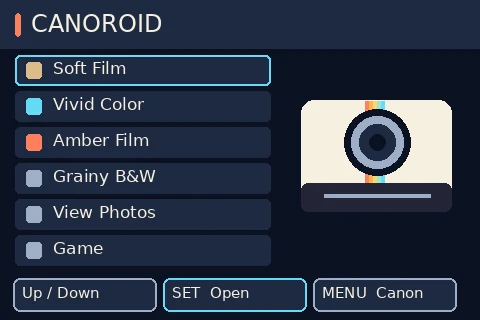 CANOROID
Soft Film
Vivid Color
Amber Film
Grainy B&W
View Photos
Game
Up / Down
SET  Open
MENU  Canon